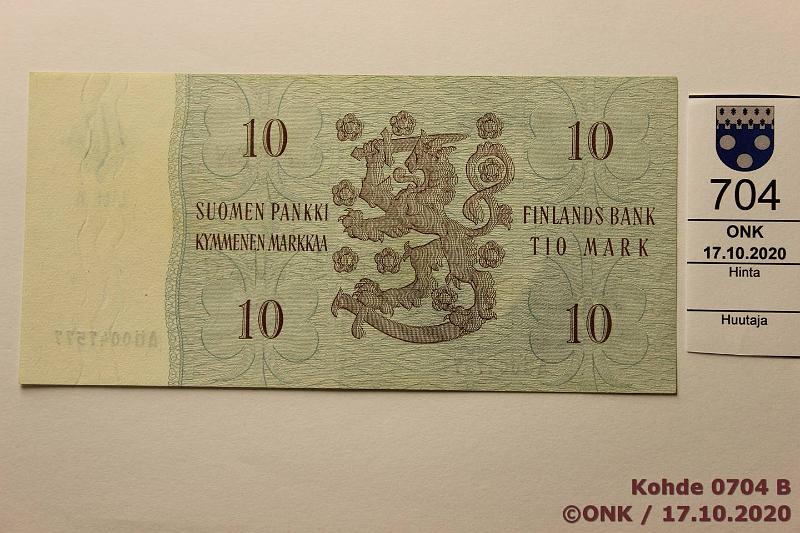 10
10
SUOMEN PANKKI
KYMMENEN MARKKAA
FINLANDS BANK
TIO MARK
10
10
704
ONK
17.10.2020
Hinta
Huutaja
Kohde 0704 B
©ONK / 17.10.2020